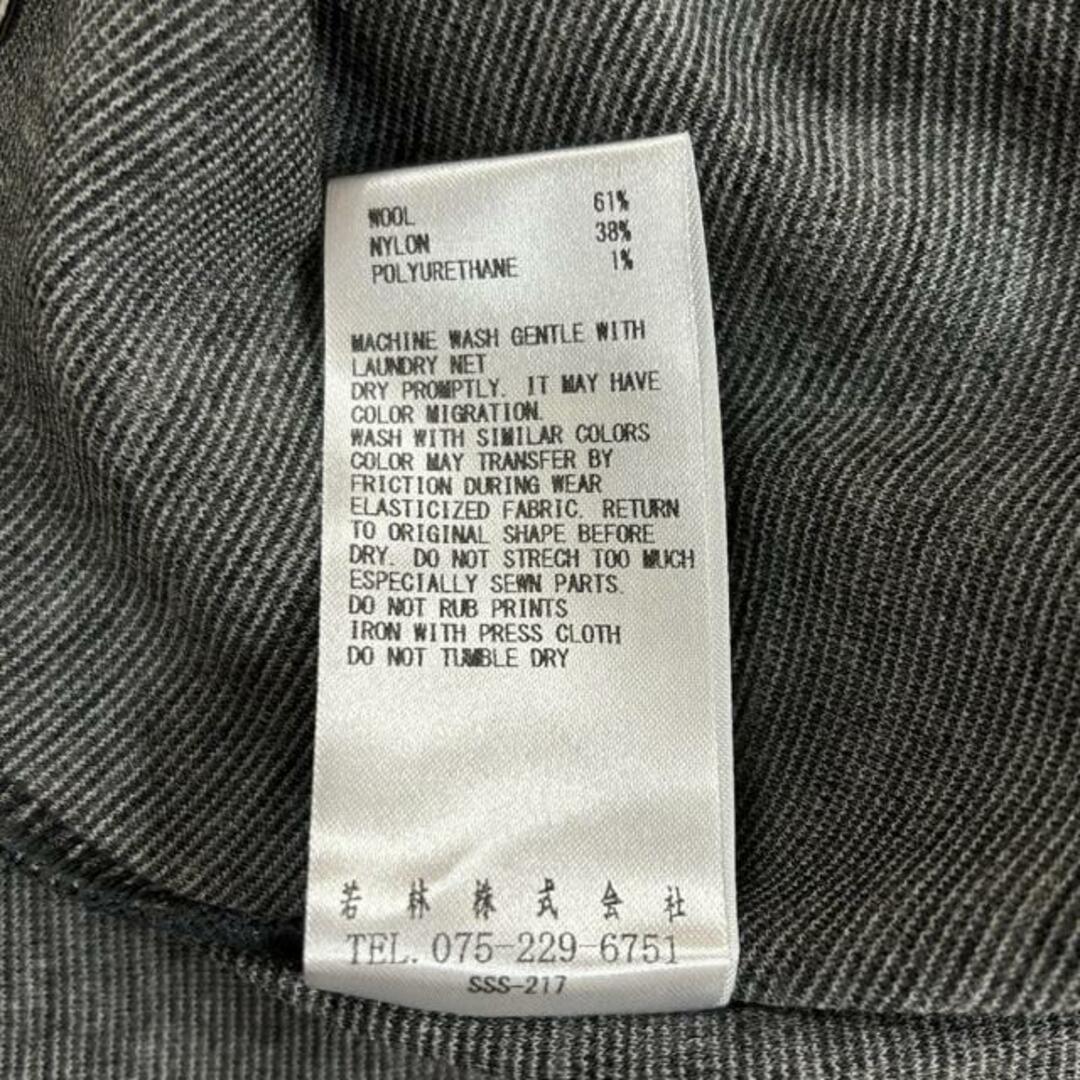 WOOL 61%
NYLON 38%
POLYURETHANE 1%
MACHINE WASH GENTLE WITH
LAUNDRY NET
DRY PROMPTLY. IT MAY HAVE
COLOR MIGRATION.
WASH WITH SIMILAR COLORS
COLOR MAY TRANSFER BY
FRICTION DURING WEAR
ELASTICIZED FABRIC. RETURN
TO ORIGINAL SHAPE BEFORE
DRY. DO NOT STRECH TOO MUCH
ESPECIALLY SEWN PARTS.
DO NOT RUB PRINTS
IRON WITH PRESS CLOTH
DO NOT TUMBLE DRY
若林株式会社
TEL. 075-229-6751
SSS-217